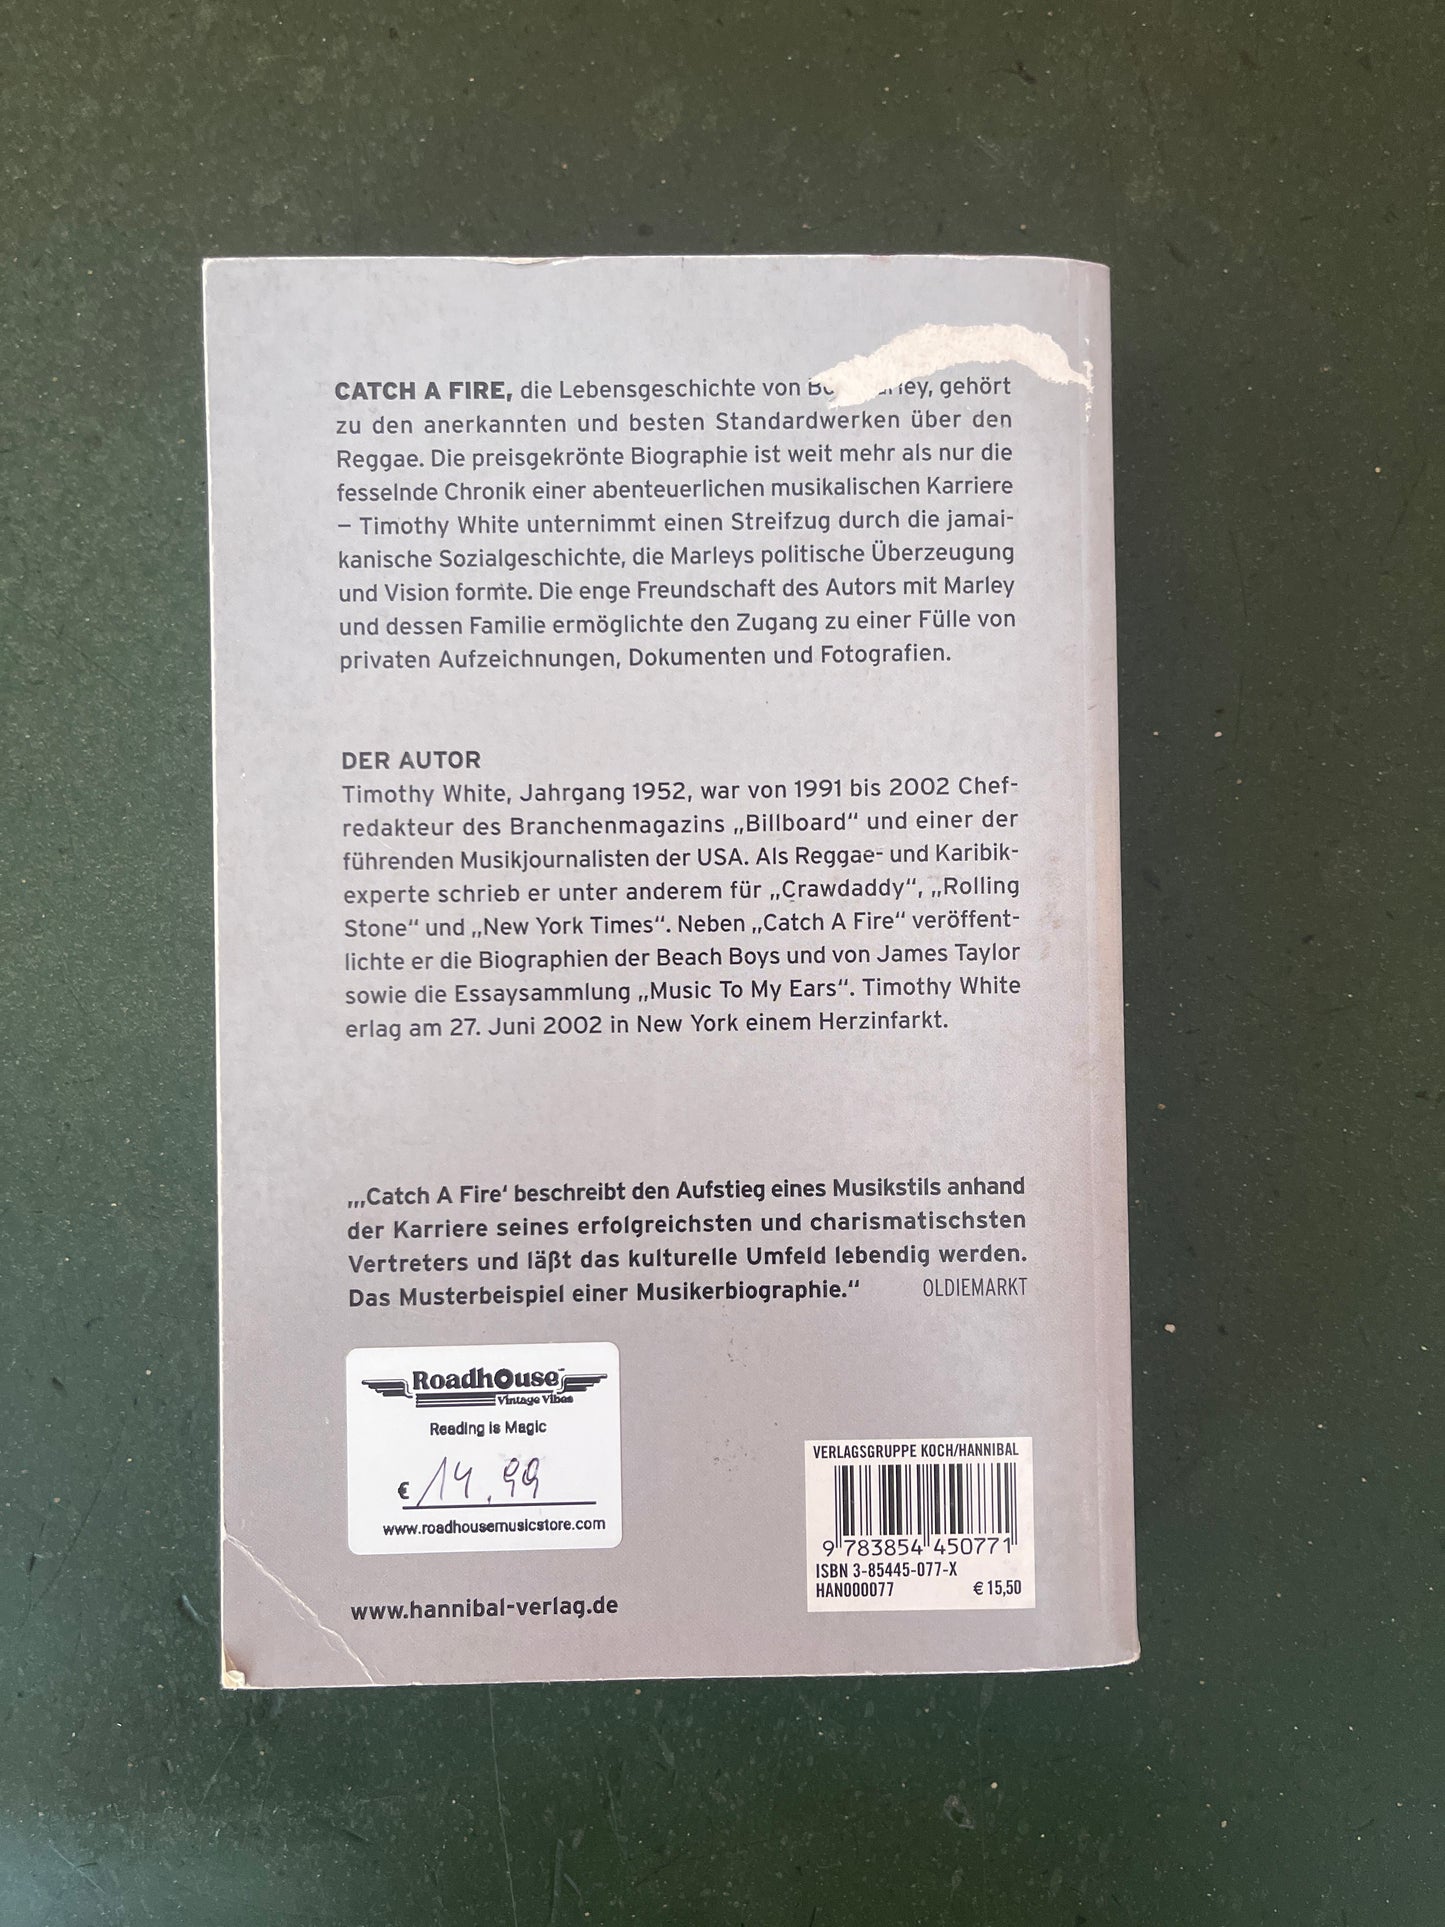 CATCH A FIRE, die Lebensgeschichte von gehört
zu den anerkannten und besten Standardwerken über den
Reggae. Die preisgekrönte Biographie ist weit mehr als nur die
fesselnde Chronik einer abenteuerlichen musikalischen Karriere
– Timothy White unternimmt einen Streifzug durch die jamai-
kanische Sozialgeschichte, die Marleys politische Überzeugung
und Vision formte. Die enge Freundschaft des Autors mit Marley
und dessen Familie ermöglichte den Zugang zu einer Fülle von
privaten Aufzeichnungen, Dokumenten und Fotografien.
DER AUTOR
Timothy White, Jahrgang 1952, war von 1991 bis 2002 Chef-
redakteur des Branchenmagazins „Billboard“ und einer der
führenden Musikjournalisten der USA. Als Reggae- und Karibik-
experte schrieb er unter anderem für „Crawdaddy“, „Rolling
Stone“ und „New York Times“. Neben „Catch A Fire“ veröffent-
lichte er die Biographien der Beach Boys und von James Taylor
sowie die Essaysammlung „Music To My Ears“. Timothy White
erlag am 27. Juni 2002 in New York einem Herzinfarkt.
„‚Catch A Fire‘ beschreibt den Aufstieg eines Musikstils anhand
der Karriere seines erfolgreichsten und charismatischsten
Vertreters und läßt das kulturelle Umfeld lebendig werden.
Das Musterbeispiel einer Musikerbiographie.“ OLDIEMARKT
Roadhouse
Vintage Vibes
Reading is Magic
€ 14.99
www.roadhousemusicstore.com
www.hannibal-verlag.de
VERLAGSGRUPPE KOCH/HANNIBAL
9 783854 450771
ISBN 3-85445-077-X
HAN000077 € 15,50